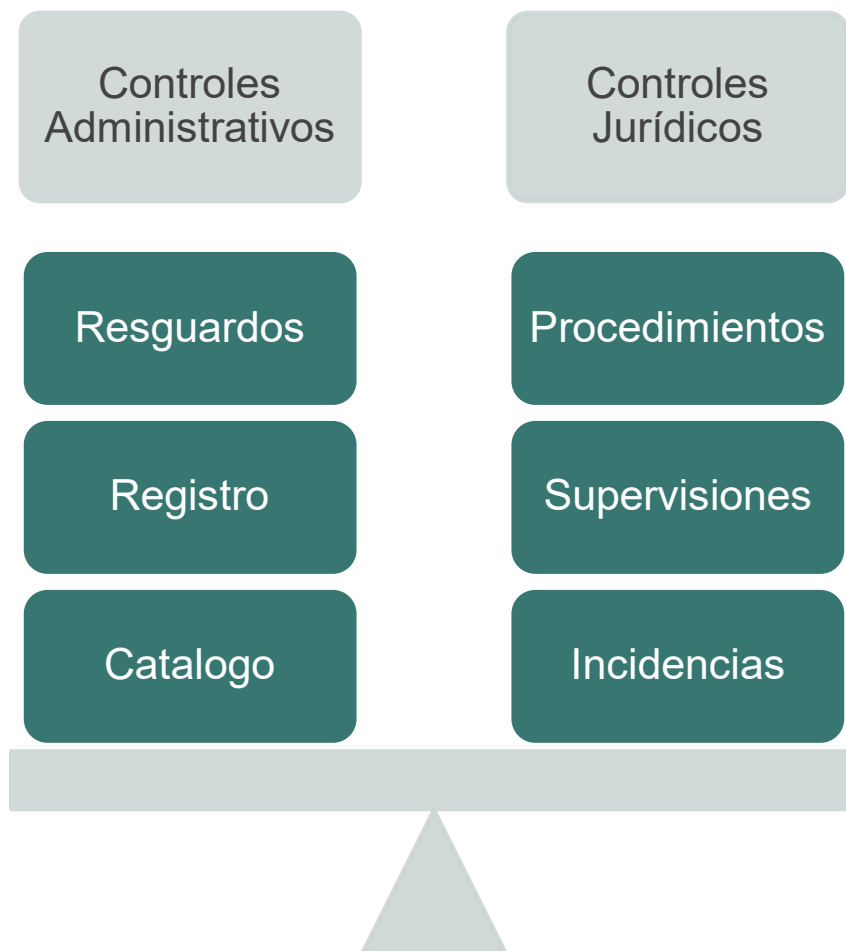 Controles
Administrativos
Controles
Jurídicos
Resguardos
Procedimientos
Registro
Supervisiones
Catalogo
Incidencias